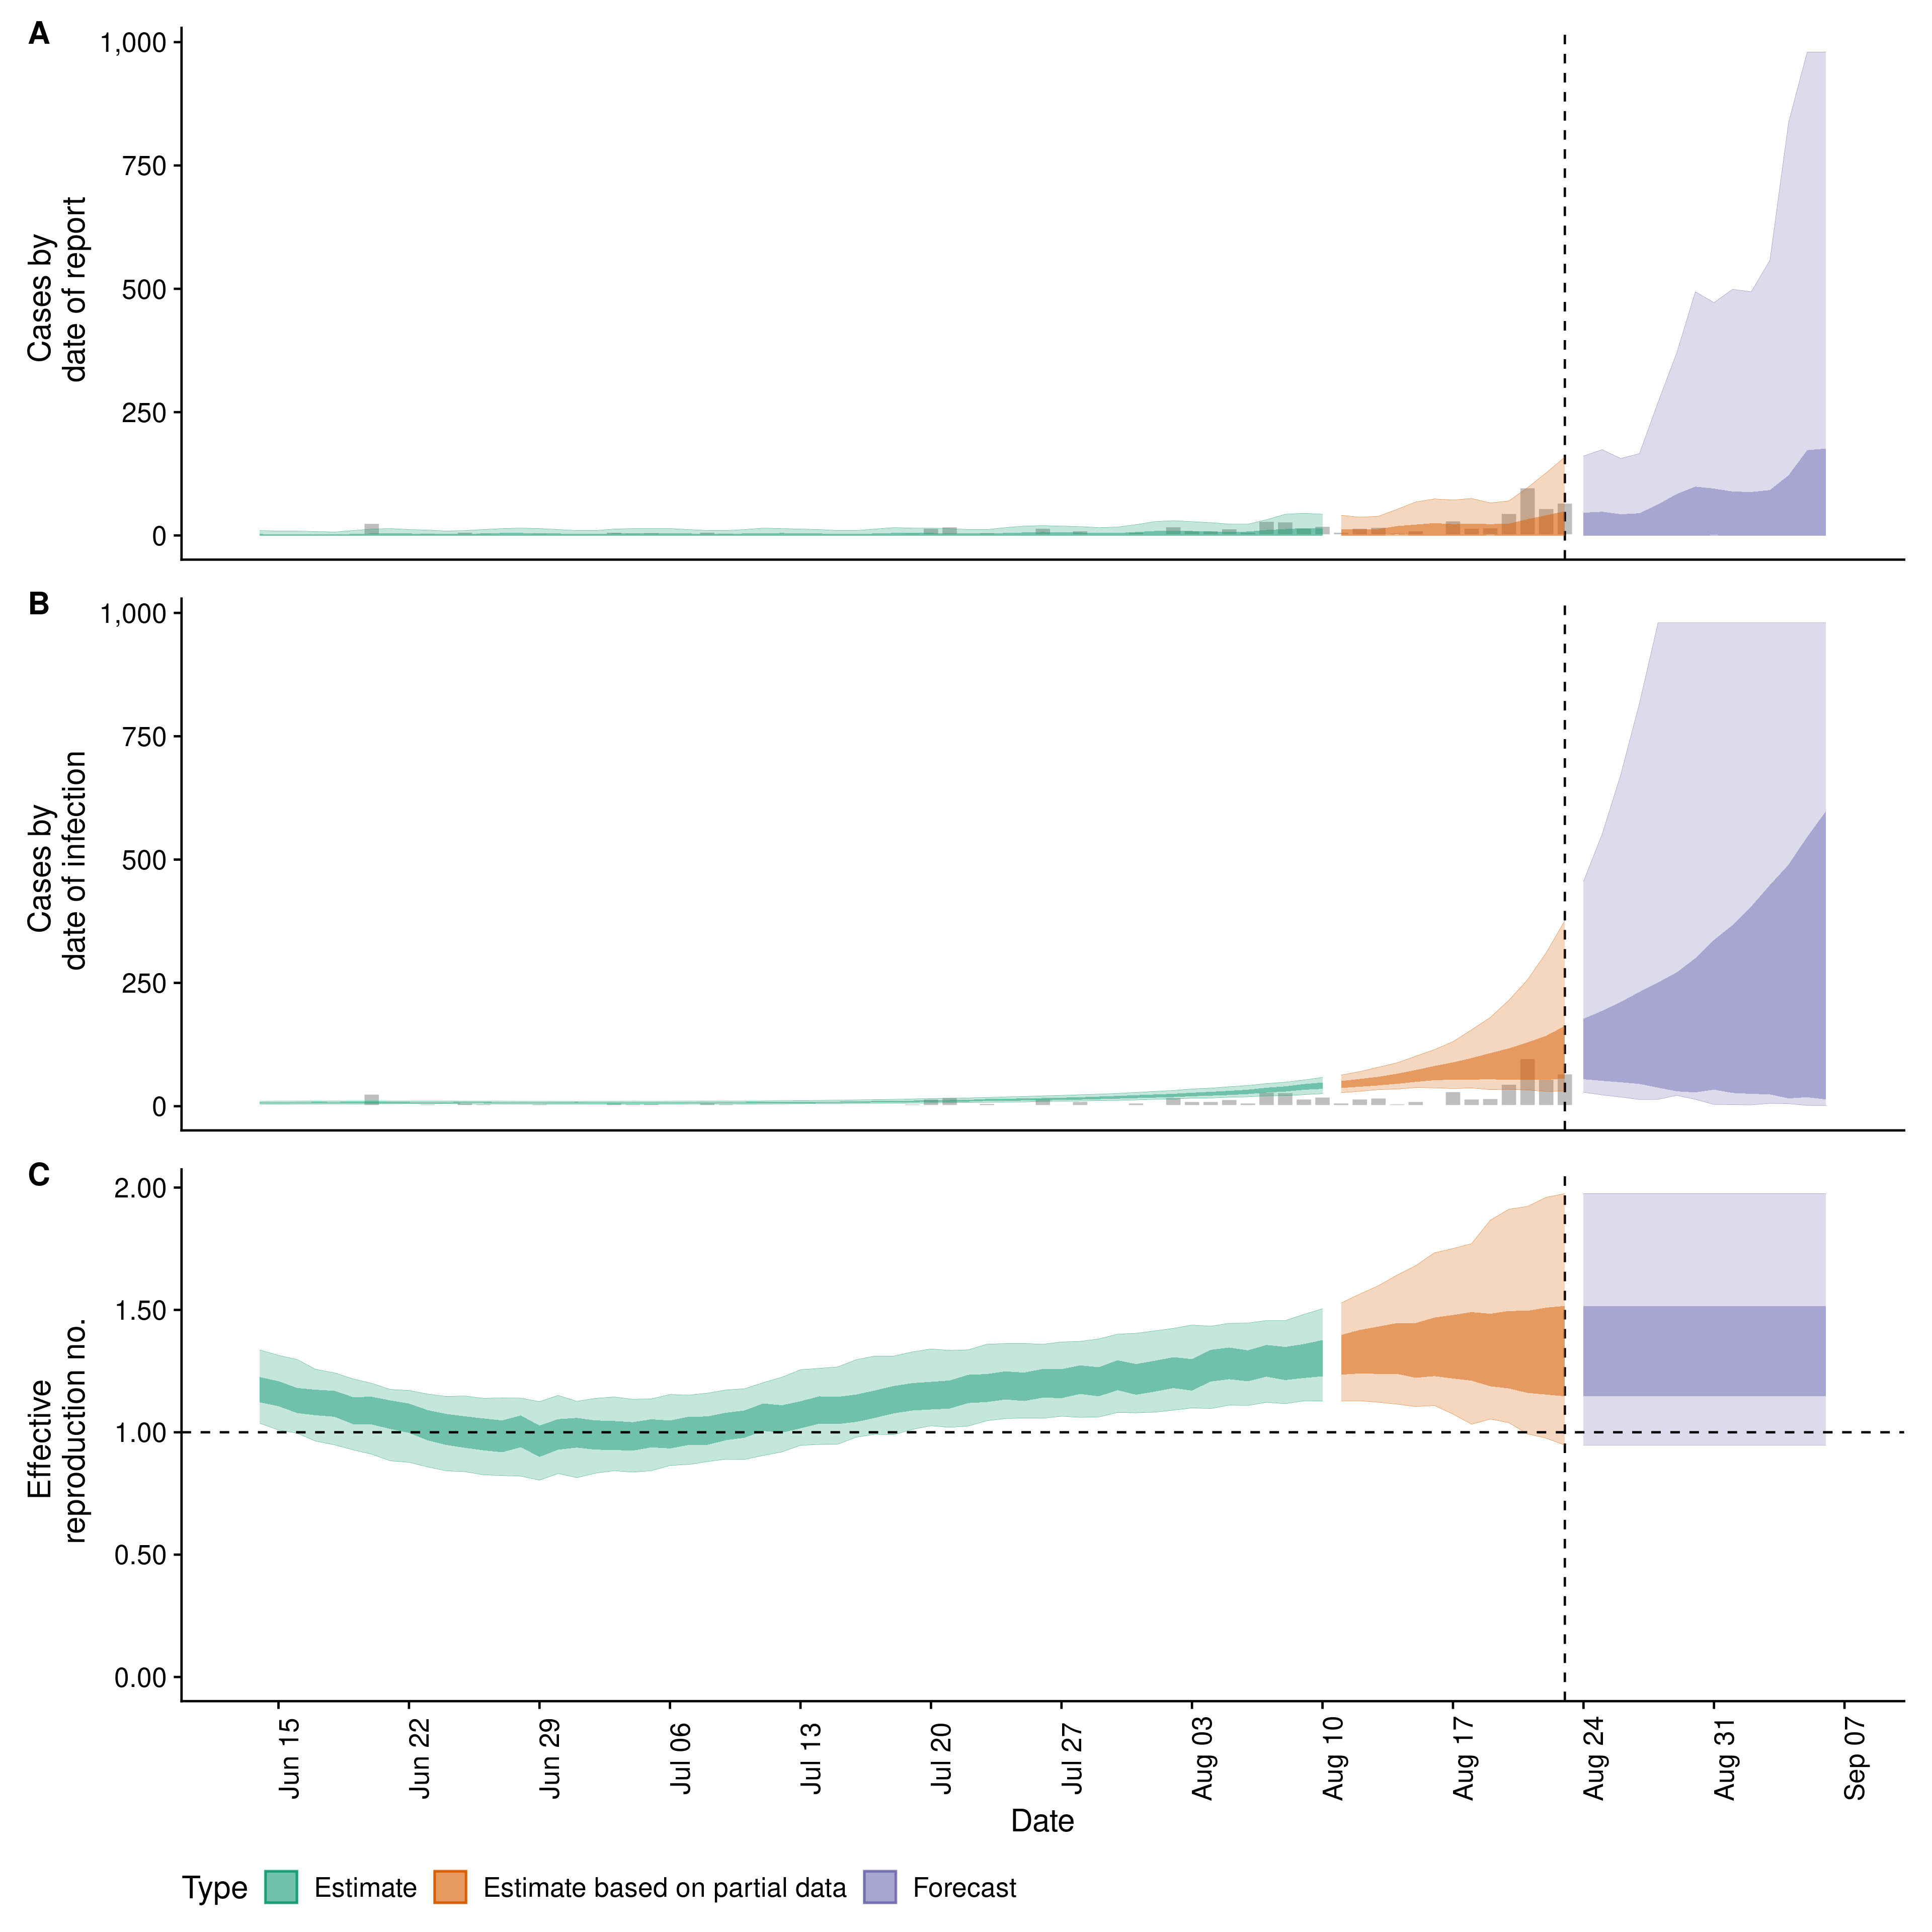 A
1,000
750
500
250
0
Cases by
date of report
B
1,000
750
500
250
0
Cases by
date of infection
C
2.00
1.50
1.00
0.50
0.00
Effective
reproduction no.
Jun 15
Jun 22
Jun 29
Jul 06
Jul 13
Jul 20
Jul 27
Aug 03
Aug 10
Aug 17
Aug 24
Aug 31
Sep 07
Date
Type Estimate Estimate based on partial data Forecast